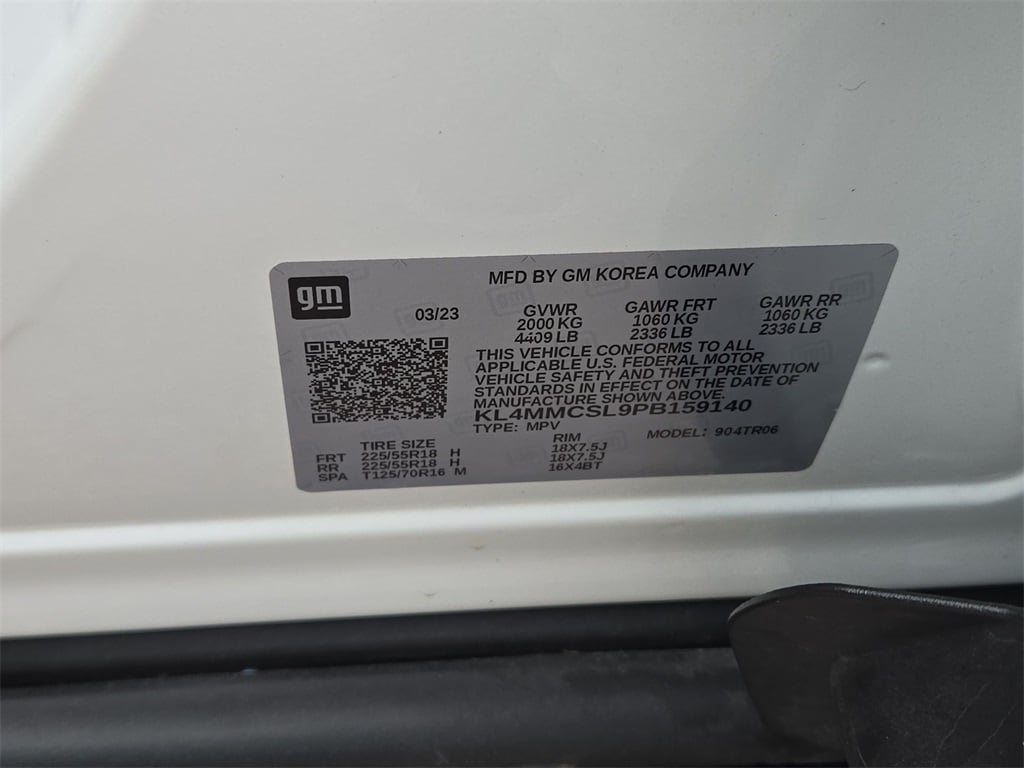 gm
MFD BY GM KOREA COMPANY
03/23
GVWR GAWR FRT GAWR RR
2000 KG 1060 KG 1060 KG
4409 LB 2336 LB 2336 LB
THIS VEHICLE CONFORMS TO ALL
APPLICABLE U.S. FEDERAL MOTOR
VEHICLE SAFETY AND THEFT PREVENTION
STANDARDS IN EFFECT ON THE DATE OF
MANUFACTURE SHOWN ABOVE.
KL4MMCSL9PB159140
TYPE: MPV MODEL: 904TR06
TIRE SIZE RIM
FRT 225/55R18 H 18X7.5J
RR 225/55R18 H 18X7.5J
SPA T125/70R16 M 16X4BT